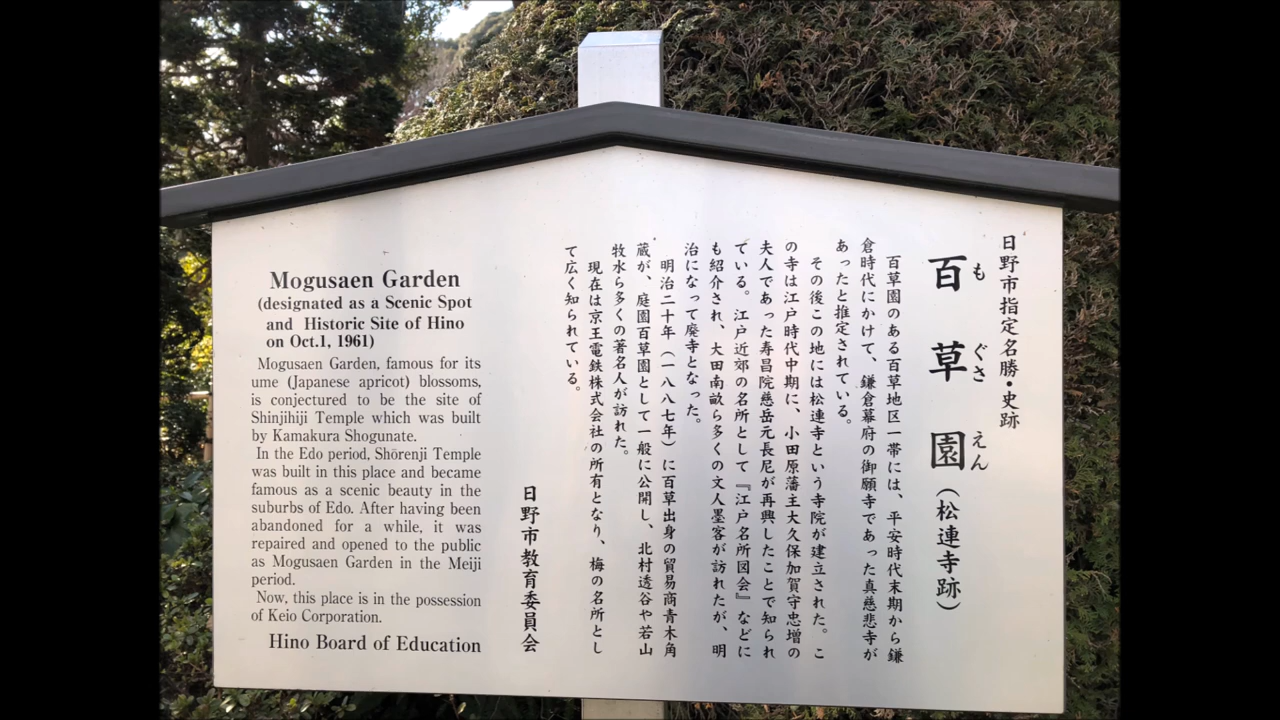 日野市指定名勝・史跡
百草園（松連寺跡）
もぐさえん
百草園のある百草地区一帯には、平安時代末期から鎌
倉時代にかけて、鎌倉幕府の御願寺であった真慈悲寺が
あったと推定されている。
その後この地には松連寺という寺院が建立された。こ
の寺は江戸時代中期に、小田原藩主大久保加賀守忠増の
夫人であった寿昌院慈岳元長尼が再興したことで知られ
ている。江戸近郊の名所として『江戸名所図会』などに
も紹介され、大田南畝ら多くの文人墨客が訪れたが、明
治になって廃寺となった。
明治二十年（一八八七年）に百草出身の貿易商青木角
蔵が、庭園百草園として一般に公開し、北村透谷や若山
牧水ら多くの著名人が訪れた。
現在は京王電鉄株式会社の所有となり、梅の名所とし
て広く知られている。
日野市教育委員会
Mogusaen Garden
(designated as a Scenic Spot
and Historic Site of Hino
on Oct.1, 1961)
Mogusaen Garden, famous for its
ume (Japanese apricot) blossoms,
is conjectured to be the site of
Shinjihiji Temple which was built
by Kamakura Shogunate.
In the Edo period, Shōrenji Temple
was built in this place and became
famous as a scenic beauty in the
suburbs of Edo. After having been
abandoned for a while, it was
repaired and opened to the public
as Mogusaen Garden in the Meiji
period.
Now, this place is in the possession
of Keio Corporation.
Hino Board of Education